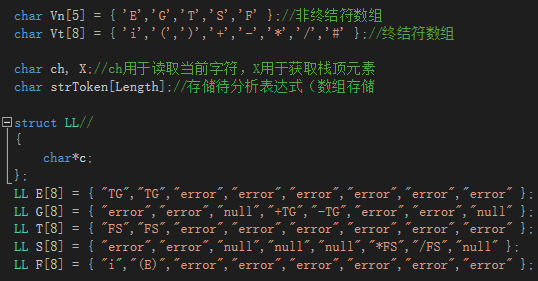 char Vn[5] = { 'E','G','T','S','F' };//非终结符数组
char Vt[8] = { 'i','(',')','+','-','*','/','#' };//终结符数组
char ch, X;//ch用于读取当前字符，X用于获取栈顶元素
char strToken[Length];//存储待分析表达式（数组存储
struct LL//
{
char*c;
};
LL E[8] = { "TG","TG","error","error","error","error","error","error" };
LL G[8] = { "error","error","null","+TG","-TG","error","error","null" };
LL T[8] = { "FS","FS","error","error","error","error","error","error" };
LL S[8] = { "error","error","null","null","null","*FS","/FS","null" };
LL F[8] = { "i","(E)","error","error","error","error","error","error" };